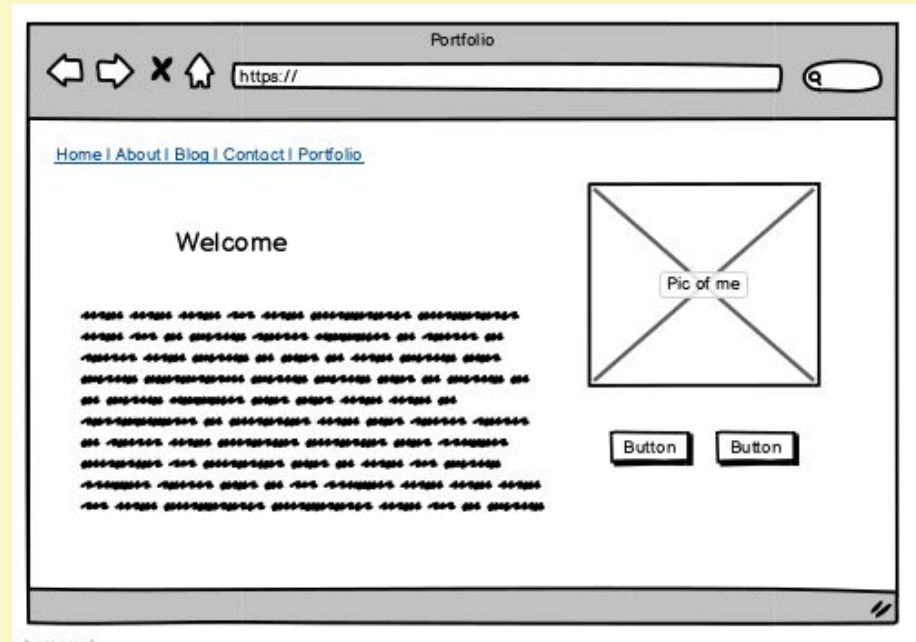 Portfolio
https://
Home | About | Blog | Contact | Portfolio
Welcome
Pic of me
Button Button